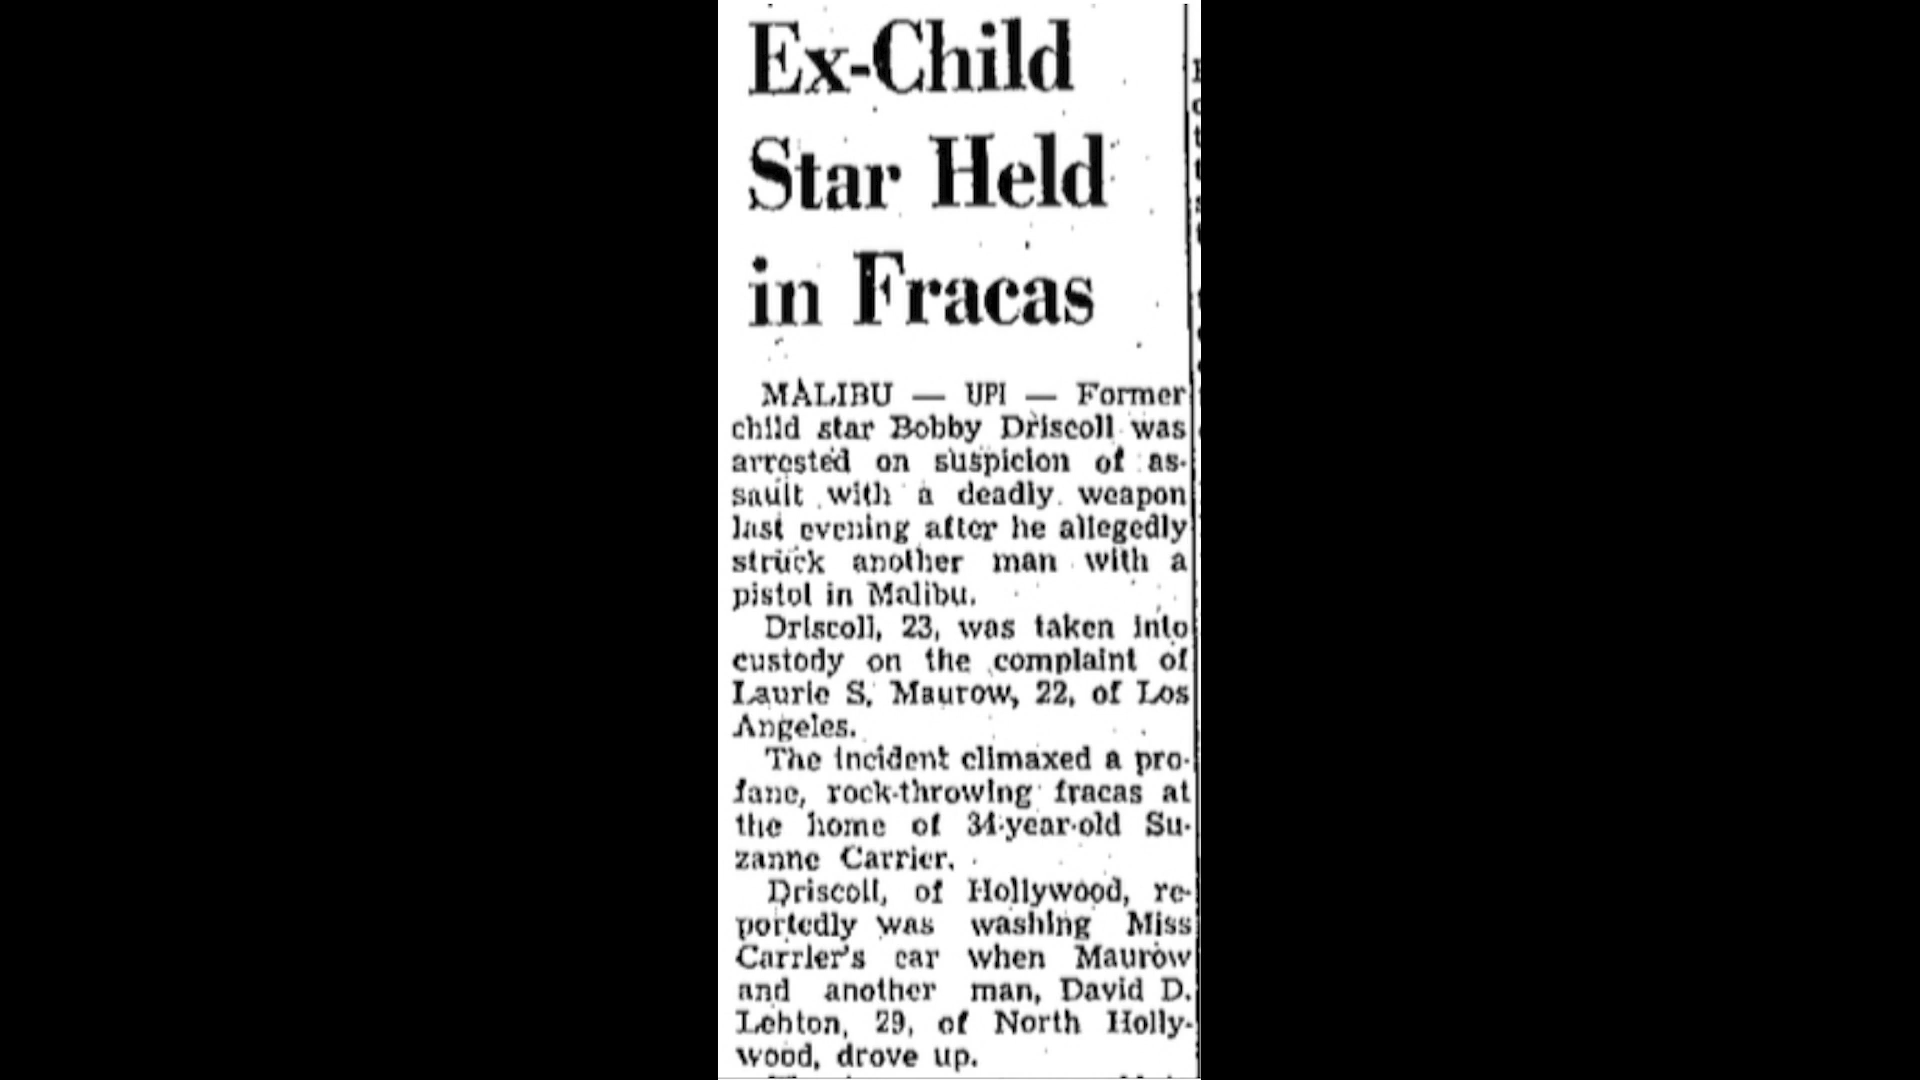 Ex-Child
Star Held
in Fracas
MALIBU — UPI — Former
child star Bobby Driscoll was
arrested on suspicion of as-
sault with a deadly weapon
last evening after he allegedly
struck another man with a
pistol in Malibu.
Driscoll, 23, was taken into
custody on the complaint of
Laurie S. Maurow, 22, of Los
Angeles.
The incident climaxed a pro-
fane, rock-throwing fracas at
the home of 34-year-old Su-
zanne Carrier.
Driscoll, of Hollywood, re-
portedly was washing Miss
Carrier's car when Maurow
and another man, David D.
Lehton, 29, of North Holly-
wood, drove up.